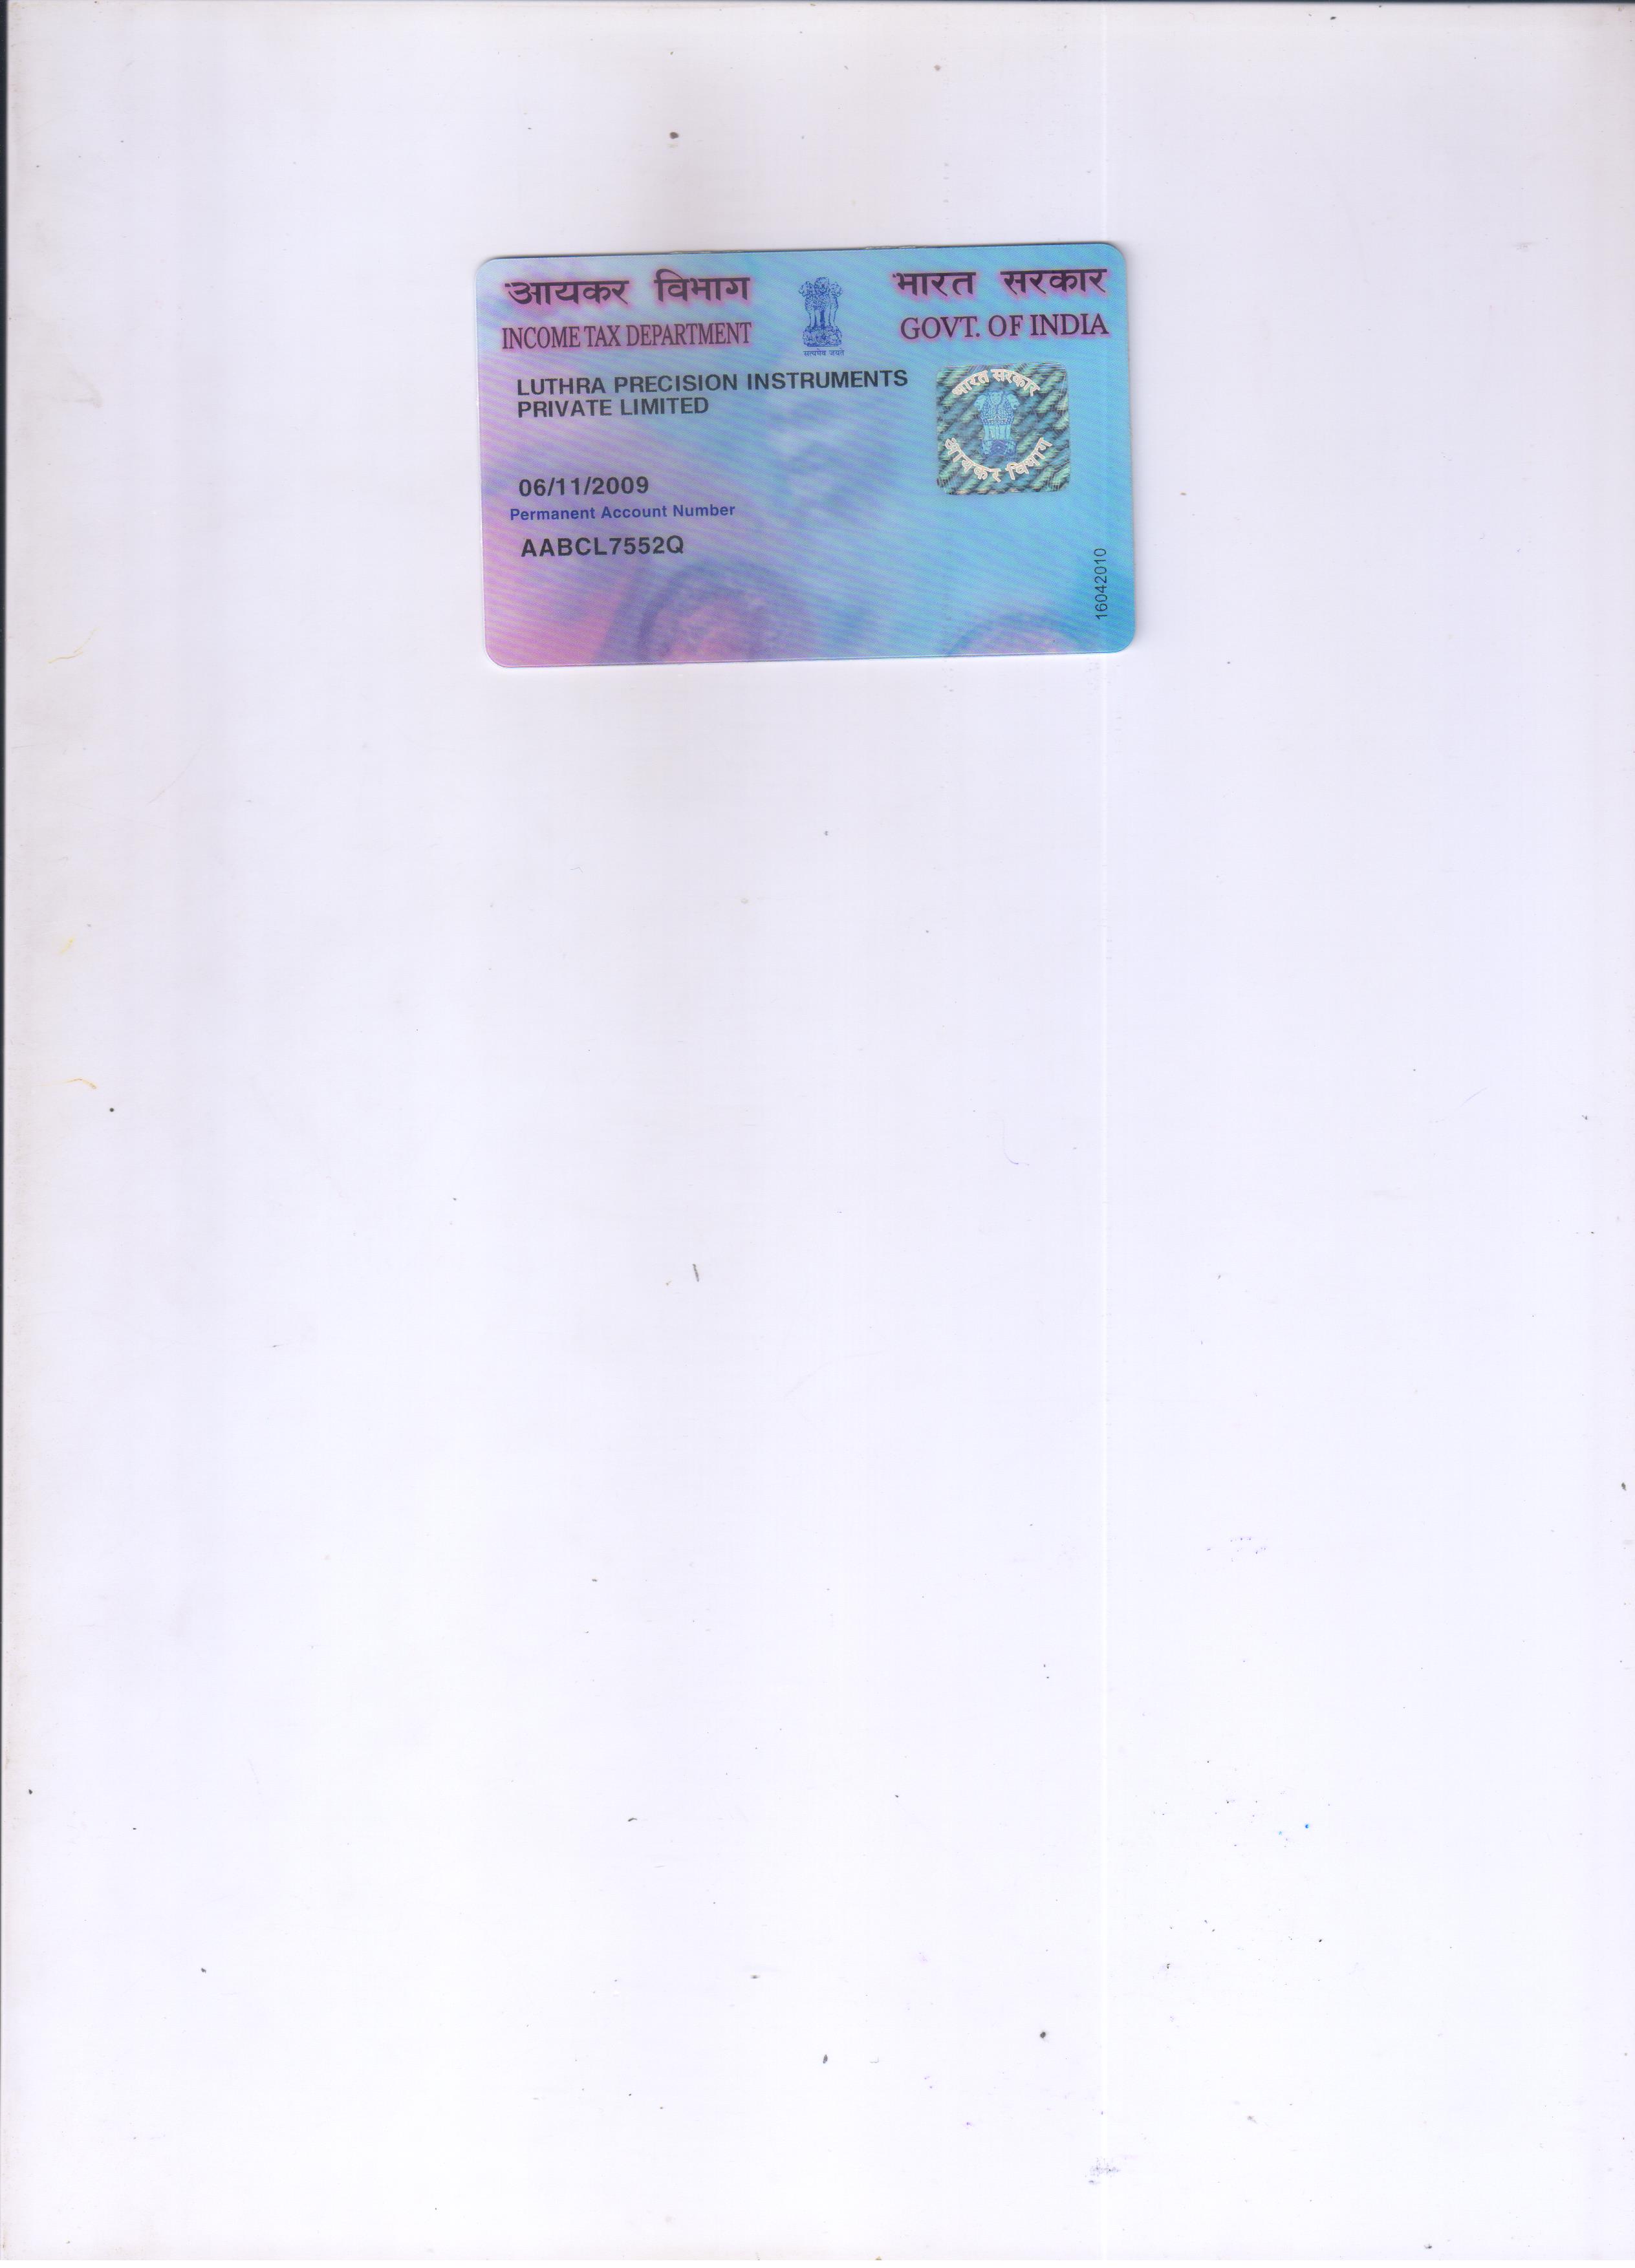 आयकर विभाग
INCOME TAX DEPARTMENT
सत्यमेव जयते
भारत सरकार
GOVT. OF INDIA
LUTHRA PRECISION INSTRUMENTS
PRIVATE LIMITED
भारत सरकार
आयकर विभाग
06/11/2009
Permanent Account Number
AABCL7552Q
16042010